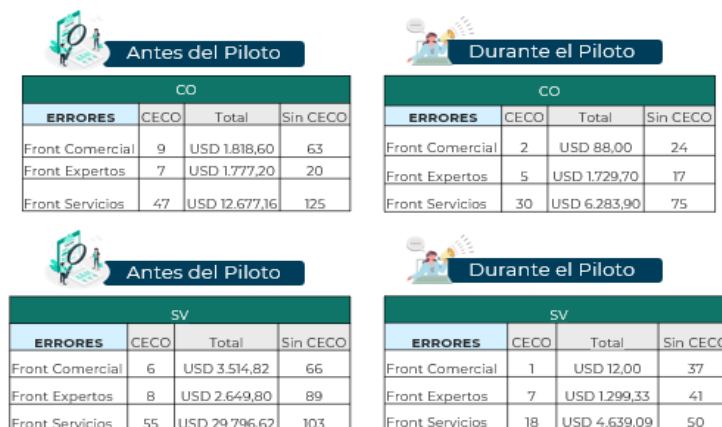 Antes del Piloto
CO
ERRORES CECO Total Sin CECO
Front Comercial 9 USD 1.818,60 63
Front Expertos 7 USD 1.777,20 20
Front Servicios 47 USD 12.677,16 125
Durante el Piloto
CO
ERRORES CECO Total Sin CECO
Front Comercial 2 USD 88,00 24
Front Expertos 5 USD 1.729,70 17
Front Servicios 30 USD 6.283,90 75
Antes del Piloto
SV
ERRORES CECO Total Sin CECO
Front Comercial 6 USD 3.514,82 66
Front Expertos 8 USD 2.649,80 89
Front Servicios 55 USD 29.796,62 103
Durante el Piloto
SV
ERRORES CECO Total Sin CECO
Front Comercial 1 USD 12,00 37
Front Expertos 7 USD 1.299,33 41
Front Servicios 18 USD 4.639,09 50